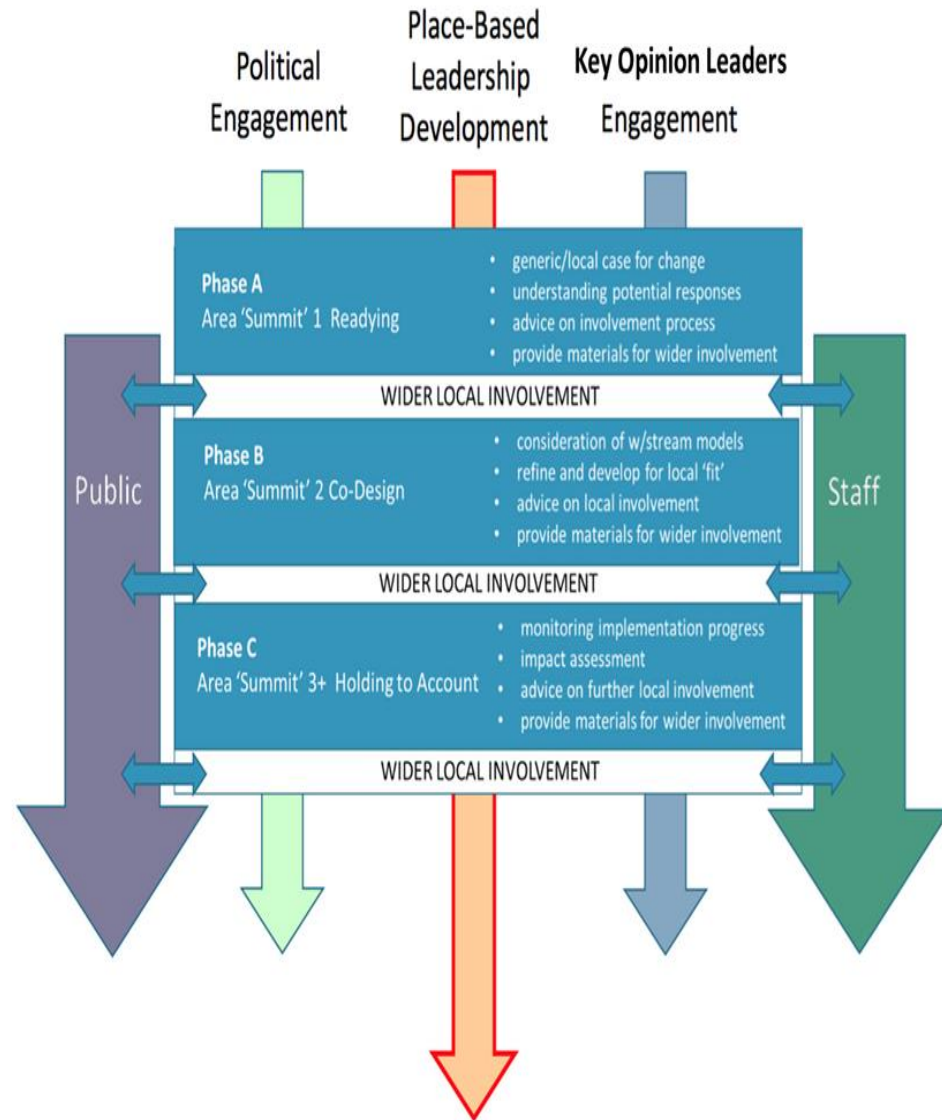 Political
Engagement
Place-Based
Leadership
Development
Key Opinion Leaders
Engagement
Phase A
Area ‘Summit’ 1 Readying
• generic/local case for change
• understanding potential responses
• advice on involvement process
• provide materials for wider involvement
WIDER LOCAL INVOLVEMENT
Public
Phase B
Area ‘Summit’ 2 Co-Design
• consideration of w/stream models
• refine and develop for local ‘fit’
• advice on local involvement
• provide materials for wider involvement
Staff
WIDER LOCAL INVOLVEMENT
Phase C
Area ‘Summit’ 3+ Holding to Account
• monitoring implementation progress
• impact assessment
• advice on further local involvement
• provide materials for wider involvement
WIDER LOCAL INVOLVEMENT